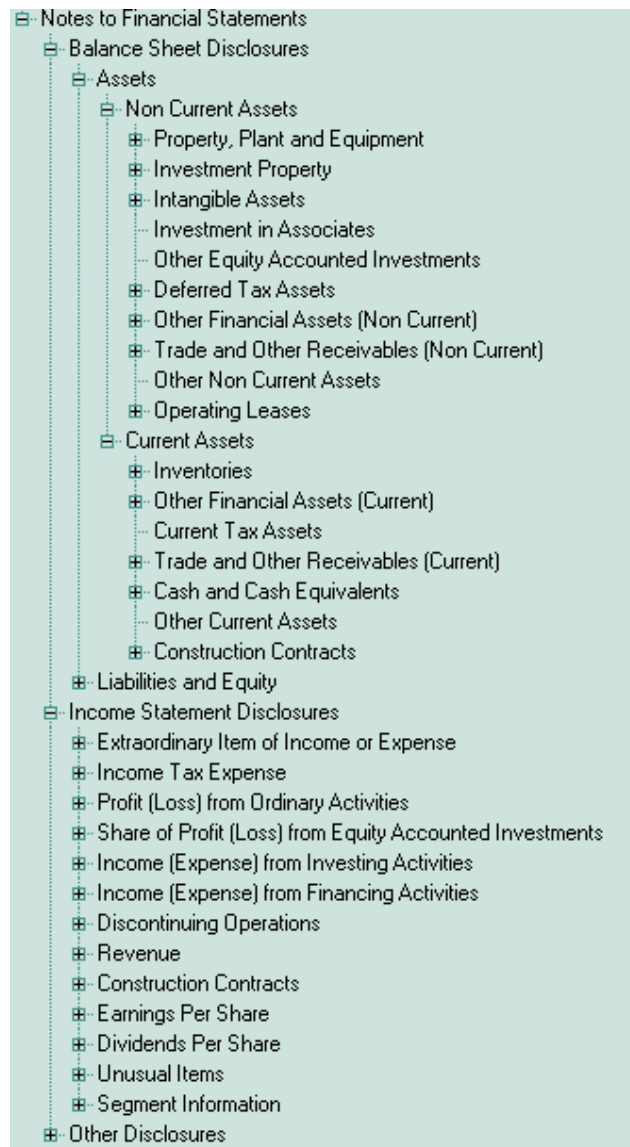 Notes to Financial Statements
Balance Sheet Disclosures
Assets
Non Current Assets
Property, Plant and Equipment
Investment Property
Intangible Assets
Investment in Associates
Other Equity Accounted Investments
Deferred Tax Assets
Other Financial Assets (Non Current)
Trade and Other Receivables (Non Current)
Other Non Current Assets
Operating Leases
Current Assets
Inventories
Other Financial Assets (Current)
Current Tax Assets
Trade and Other Receivables (Current)
Cash and Cash Equivalents
Other Current Assets
Construction Contracts
Liabilities and Equity
Income Statement Disclosures
Extraordinary Item of Income or Expense
Income Tax Expense
Profit (Loss) from Ordinary Activities
Share of Profit (Loss) from Equity Accounted Investments
Income (Expense) from Investing Activities
Income (Expense) from Financing Activities
Discontinuing Operations
Revenue
Construction Contracts
Earnings Per Share
Dividends Per Share
Unusual Items
Segment Information
Other Disclosures